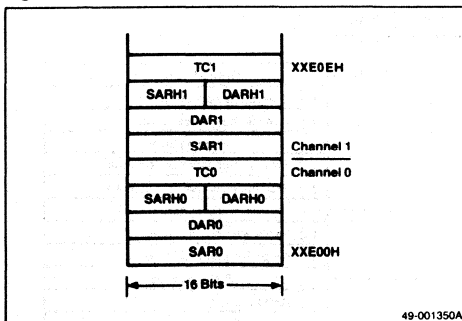 TC1 XXE0EH
SARH1 DARH1
DAR1
SAR1 Channel 1
TC0 Channel 0
SARH0 DARH0
DAR0
SAR0 XXE00H
16 Bits
49-001350A